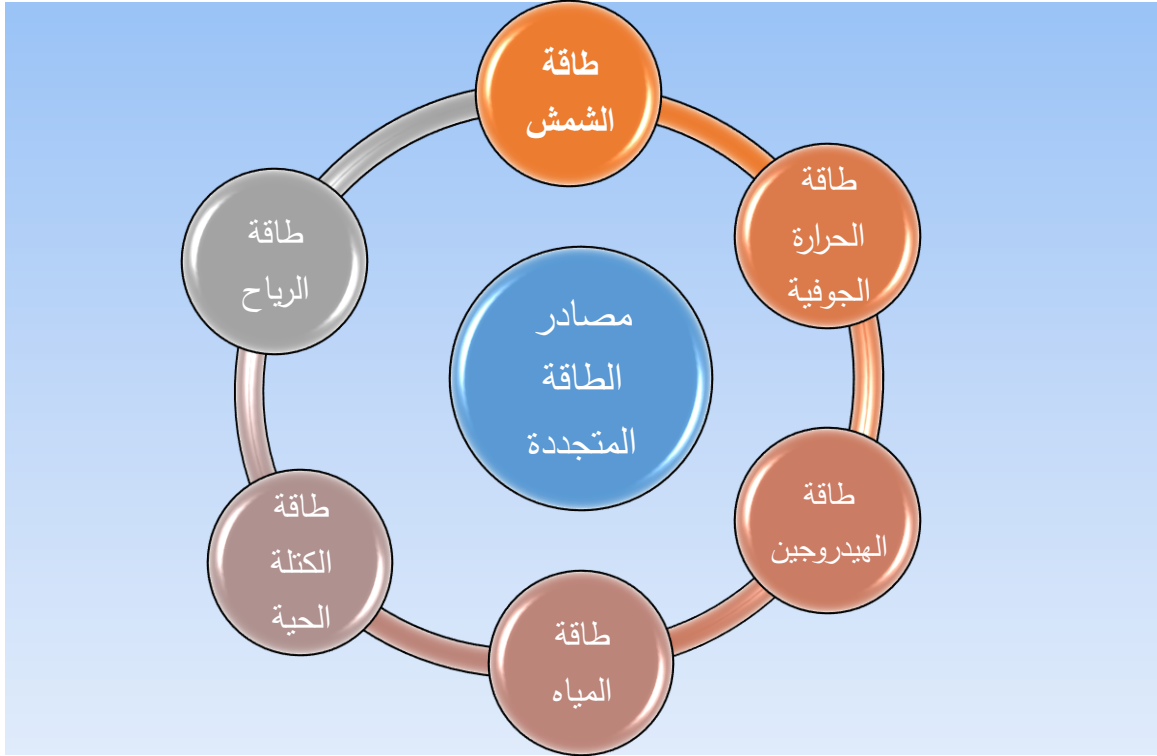 طاقة
الشمش
طاقة
الحرارة
الجوفية
طاقة
الهيدروجين
طاقة
المياه
طاقة
الكتلة
الحية
طاقة
الرياح
مصادر
الطاقة
المتجددة